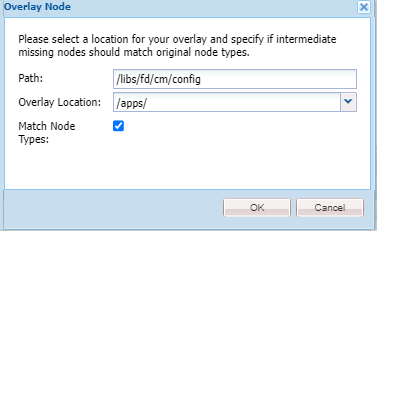 Overlay Node
Please select a location for your overlay and specify if intermediate
missing nodes should match original node types.
Path: /libs/fd/cm/config
Overlay Location: /apps/
Match Node
Types:
OK Cancel